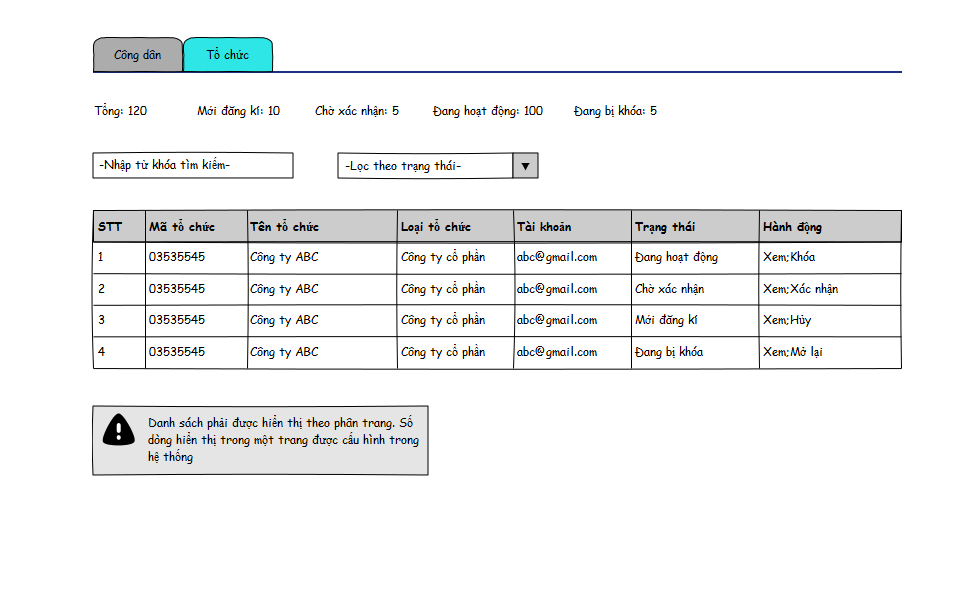 Công dân Tổ chức
Tổng: 120 Mới đăng kí: 10 Chờ xác nhận: 5 Đang hoạt động: 100 Đang bị khóa: 5
-Nhập từ khóa tìm kiếm- -Lọc theo trạng thái-
STT Mã tổ chức Tên tổ chức Loại tổ chức Tài khoản Trạng thái Hành động
1 03535545 Công ty ABC Công ty cổ phần abc@gmail.com Đang hoạt động Xem;Khóa
2 03535545 Công ty ABC Công ty cổ phần abc@gmail.com Chờ xác nhận Xem;Xác nhận
3 03535545 Công ty ABC Công ty cổ phần abc@gmail.com Mới đăng kí Xem;Hủy
4 03535545 Công ty ABC Công ty cổ phần abc@gmail.com Đang bị khóa Xem;Mở lại
Danh sách phải được hiển thị theo phân trang. Số
dòng hiển thị trong một trang được cấu hình trong
hệ thống